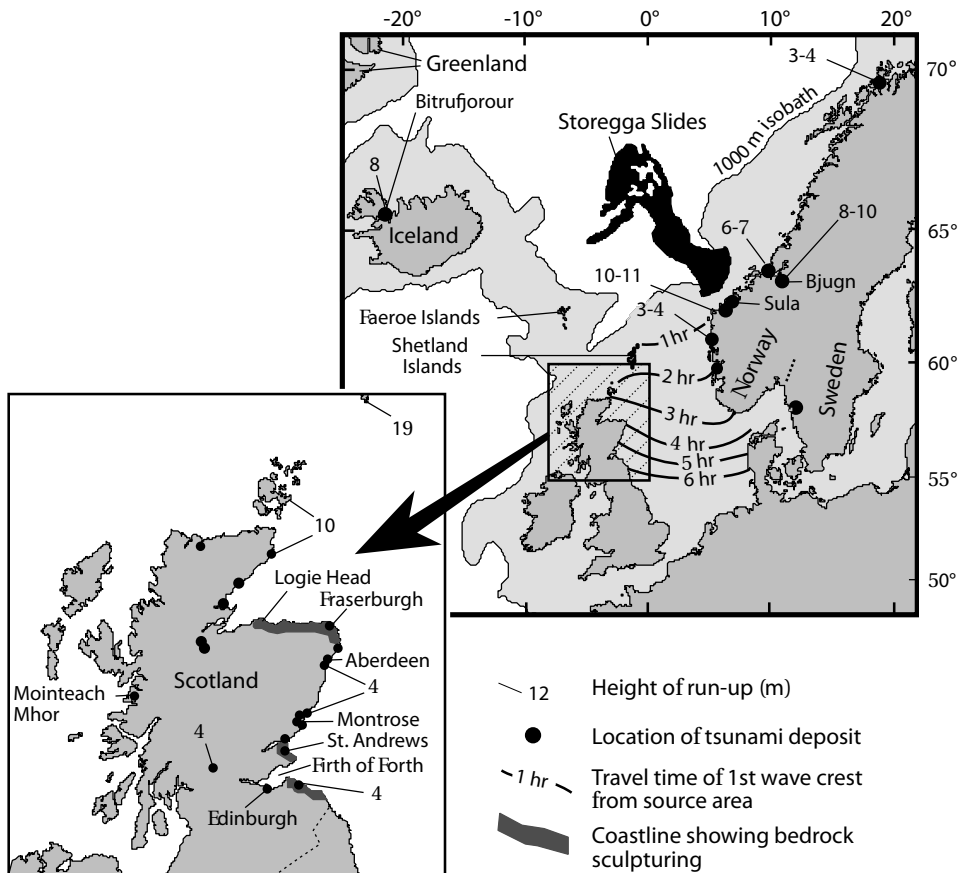 -20°
-10°
0°
10°
20°
3-4
70°
Greenland
Bitrufjorour
1000 m isobath
Storegga Slides
8
Iceland
65°
6-7
8-10
10-11
Bjugn
Sula
3-4
Faeroe Islands
Shetland
Islands
1 hr
60°
2 hr
Norway
Sweden
3 hr
4 hr
5 hr
6 hr
55°
50°
19
10
Logie Head
Fraserburgh
Aberdeen
Scotland
4
Mointeach
Mhor
Montrose
4
St. Andrews
Firth of Forth
4
Edinburgh
12
Height of run-up (m)
Location of tsunami deposit
1 hr
Travel time of 1st wave crest
from source area
Coastline showing bedrock
sculpturing